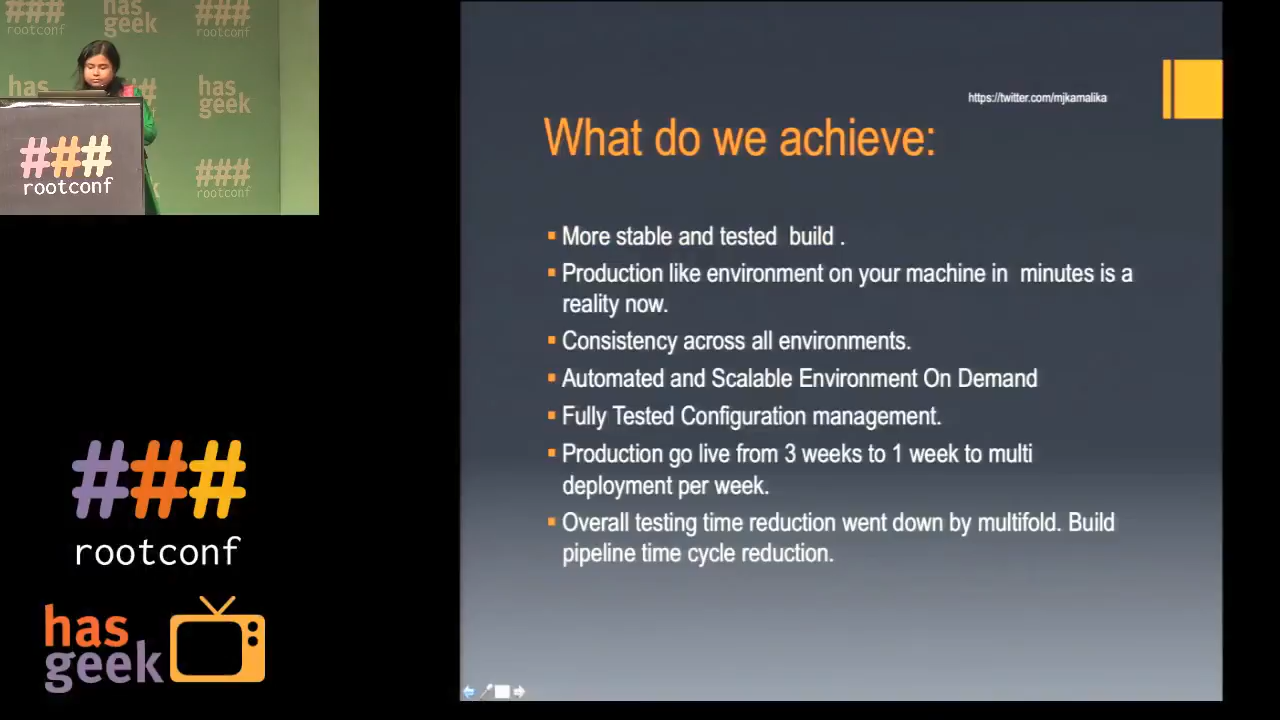 ###
rootconf
has
geek
###
rootconf
has
geek
has
geek
###
rootconf
###
rootconf
https://twitter.com/mjkamalika
What do we achieve:
More stable and tested  build .
Production like environment on your machine in  minutes is a
reality now.
Consistency across all environments.
Automated and Scalable Environment On Demand
Fully Tested Configuration management.
Production go live from 3 weeks to 1 week to multi
deployment per week.
Overall testing time reduction went down by multifold. Build
pipeline time cycle reduction.
###
rootconf
has
geek